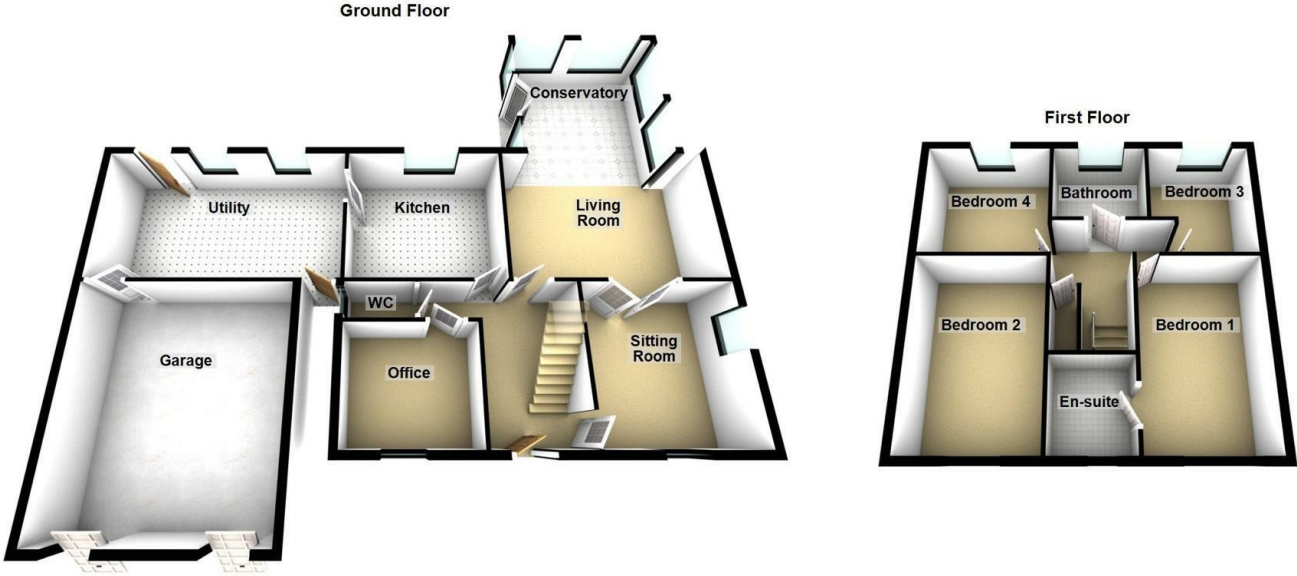 Ground Floor
Conservatory
Utility
Kitchen
Living
Room
WC
Garage
Office
Sitting
Room
First Floor
Bedroom 4
Bathroom
Bedroom 3
Bedroom 2
Bedroom 1
En-suite